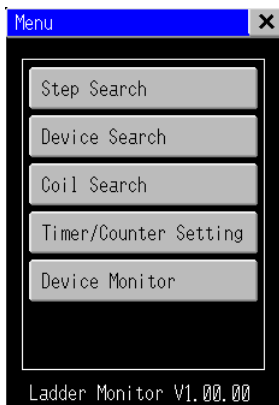 Menu
Step Search
Device Search
Coil Search
Timer/Counter Setting
Device Monitor
Ladder Monitor V1.00.00